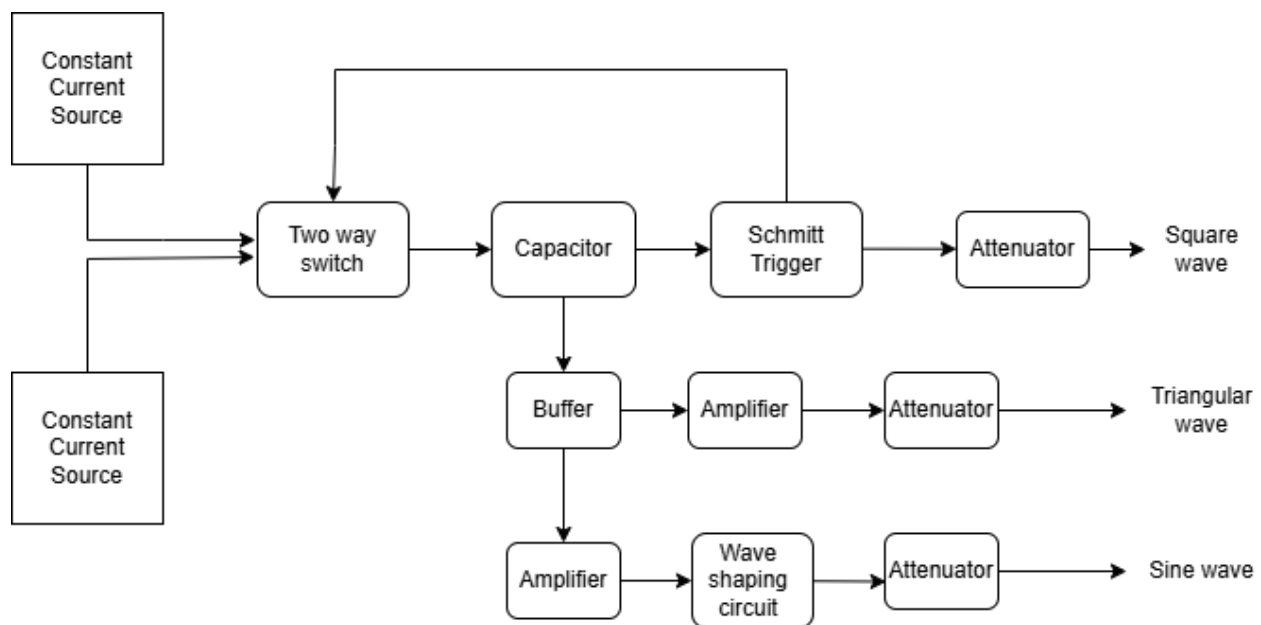 Constant
Current
Source
Two way
switch
Capacitor
Schmitt
Trigger
Attenuator
Square
wave
Constant
Current
Source
Buffer
Amplifier
Attenuator
Triangular
wave
Amplifier
Wave
shaping
circuit
Attenuator
Sine wave